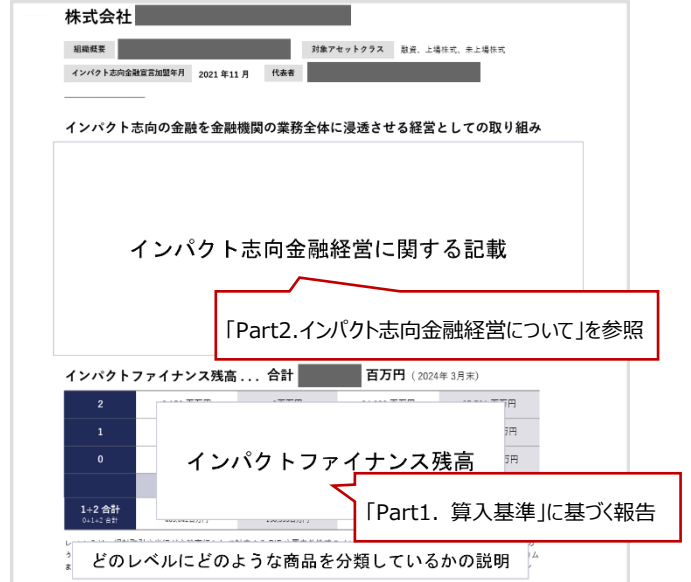 株式会社
組織概要 対象アセットクラス 融資、上場株式、未上場株式
インパクト志向金融宣言加盟年月 2021 年11 月 代表者
インパクト志向の金融を金融機関の業務全体に浸透させる経営としての取り組み
インパクト志向金融経営に関する記載
「Part2.インパクト志向金融経営について」を参照
インパクトファイナンス残高 ... 合計 百万円 ( 2024年 3月末)
2
1
0
インパクトファイナンス残高
「Part1. 算入基準」に基づく報告
1+2 合計
0+1+2 合計
どのレベルにどのような商品を分類しているかの説明